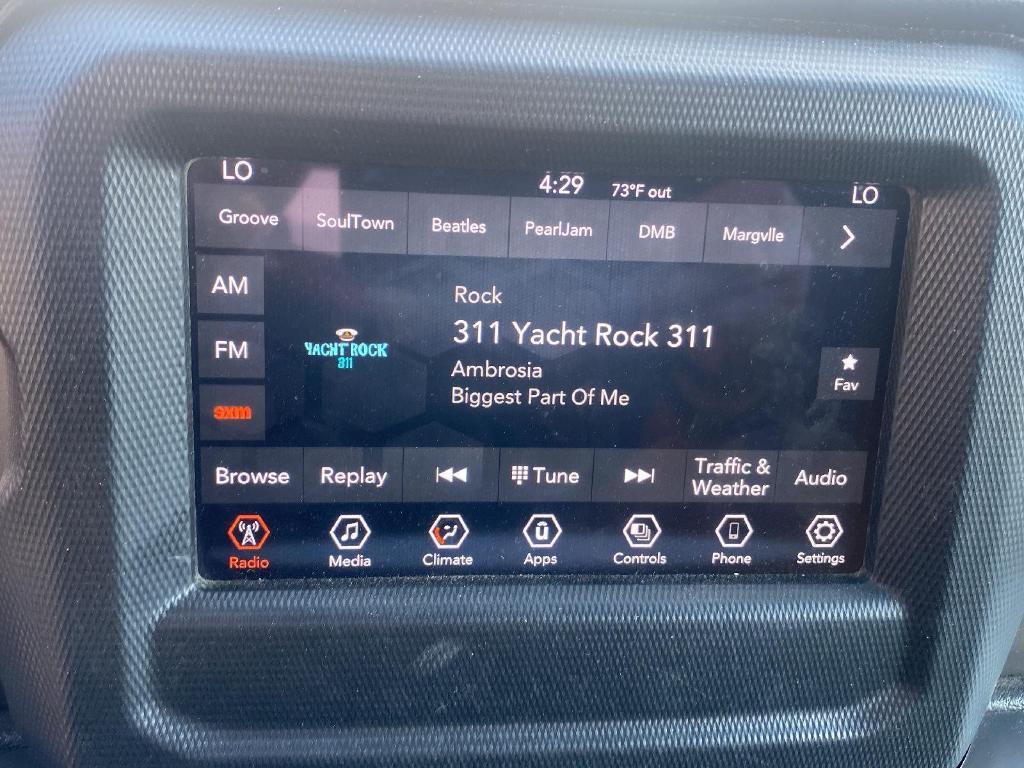 LO 4:29 73°F out LO
Groove SoulTown Beatles PearlJam DMB Margvlle
AM
Rock
311 Yacht Rock 311
FM
YACHT ROCK
311
Ambrosia
Fav
Biggest Part Of Me
sxm
Browse Replay Tune Traffic & Weather Audio
Radio Media Climate Apps Controls Phone Settings